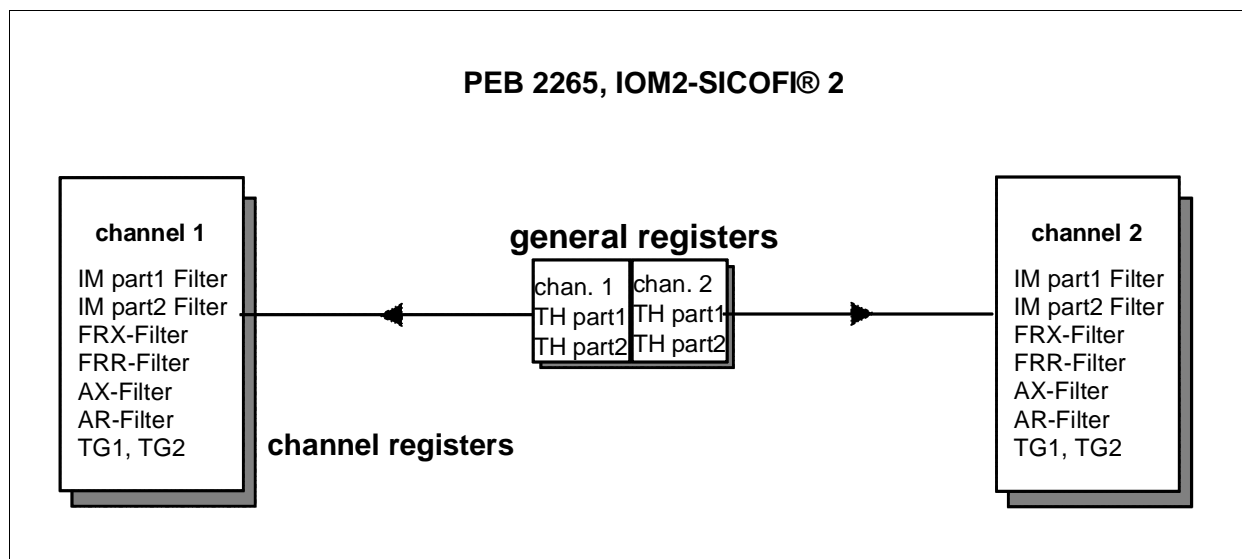 PEB 2265, IOM2-SICOFI® 2
channel 1
IM part1 Filter
IM part2 Filter
FRX-Filter
FRR-Filter
AX-Filter
AR-Filter
TG1, TG2
channel registers
general registers
chan. 1
TH part1
TH part2
chan. 2
TH part1
TH part2
channel 2
IM part1 Filter
IM part2 Filter
FRX-Filter
FRR-Filter
AX-Filter
AR-Filter
TG1, TG2